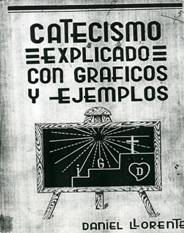 CATECISMO
EXPLICADO
CON GRAFICOS
Y EJEMPLOS
I G
D
DANIEL LLORENTE